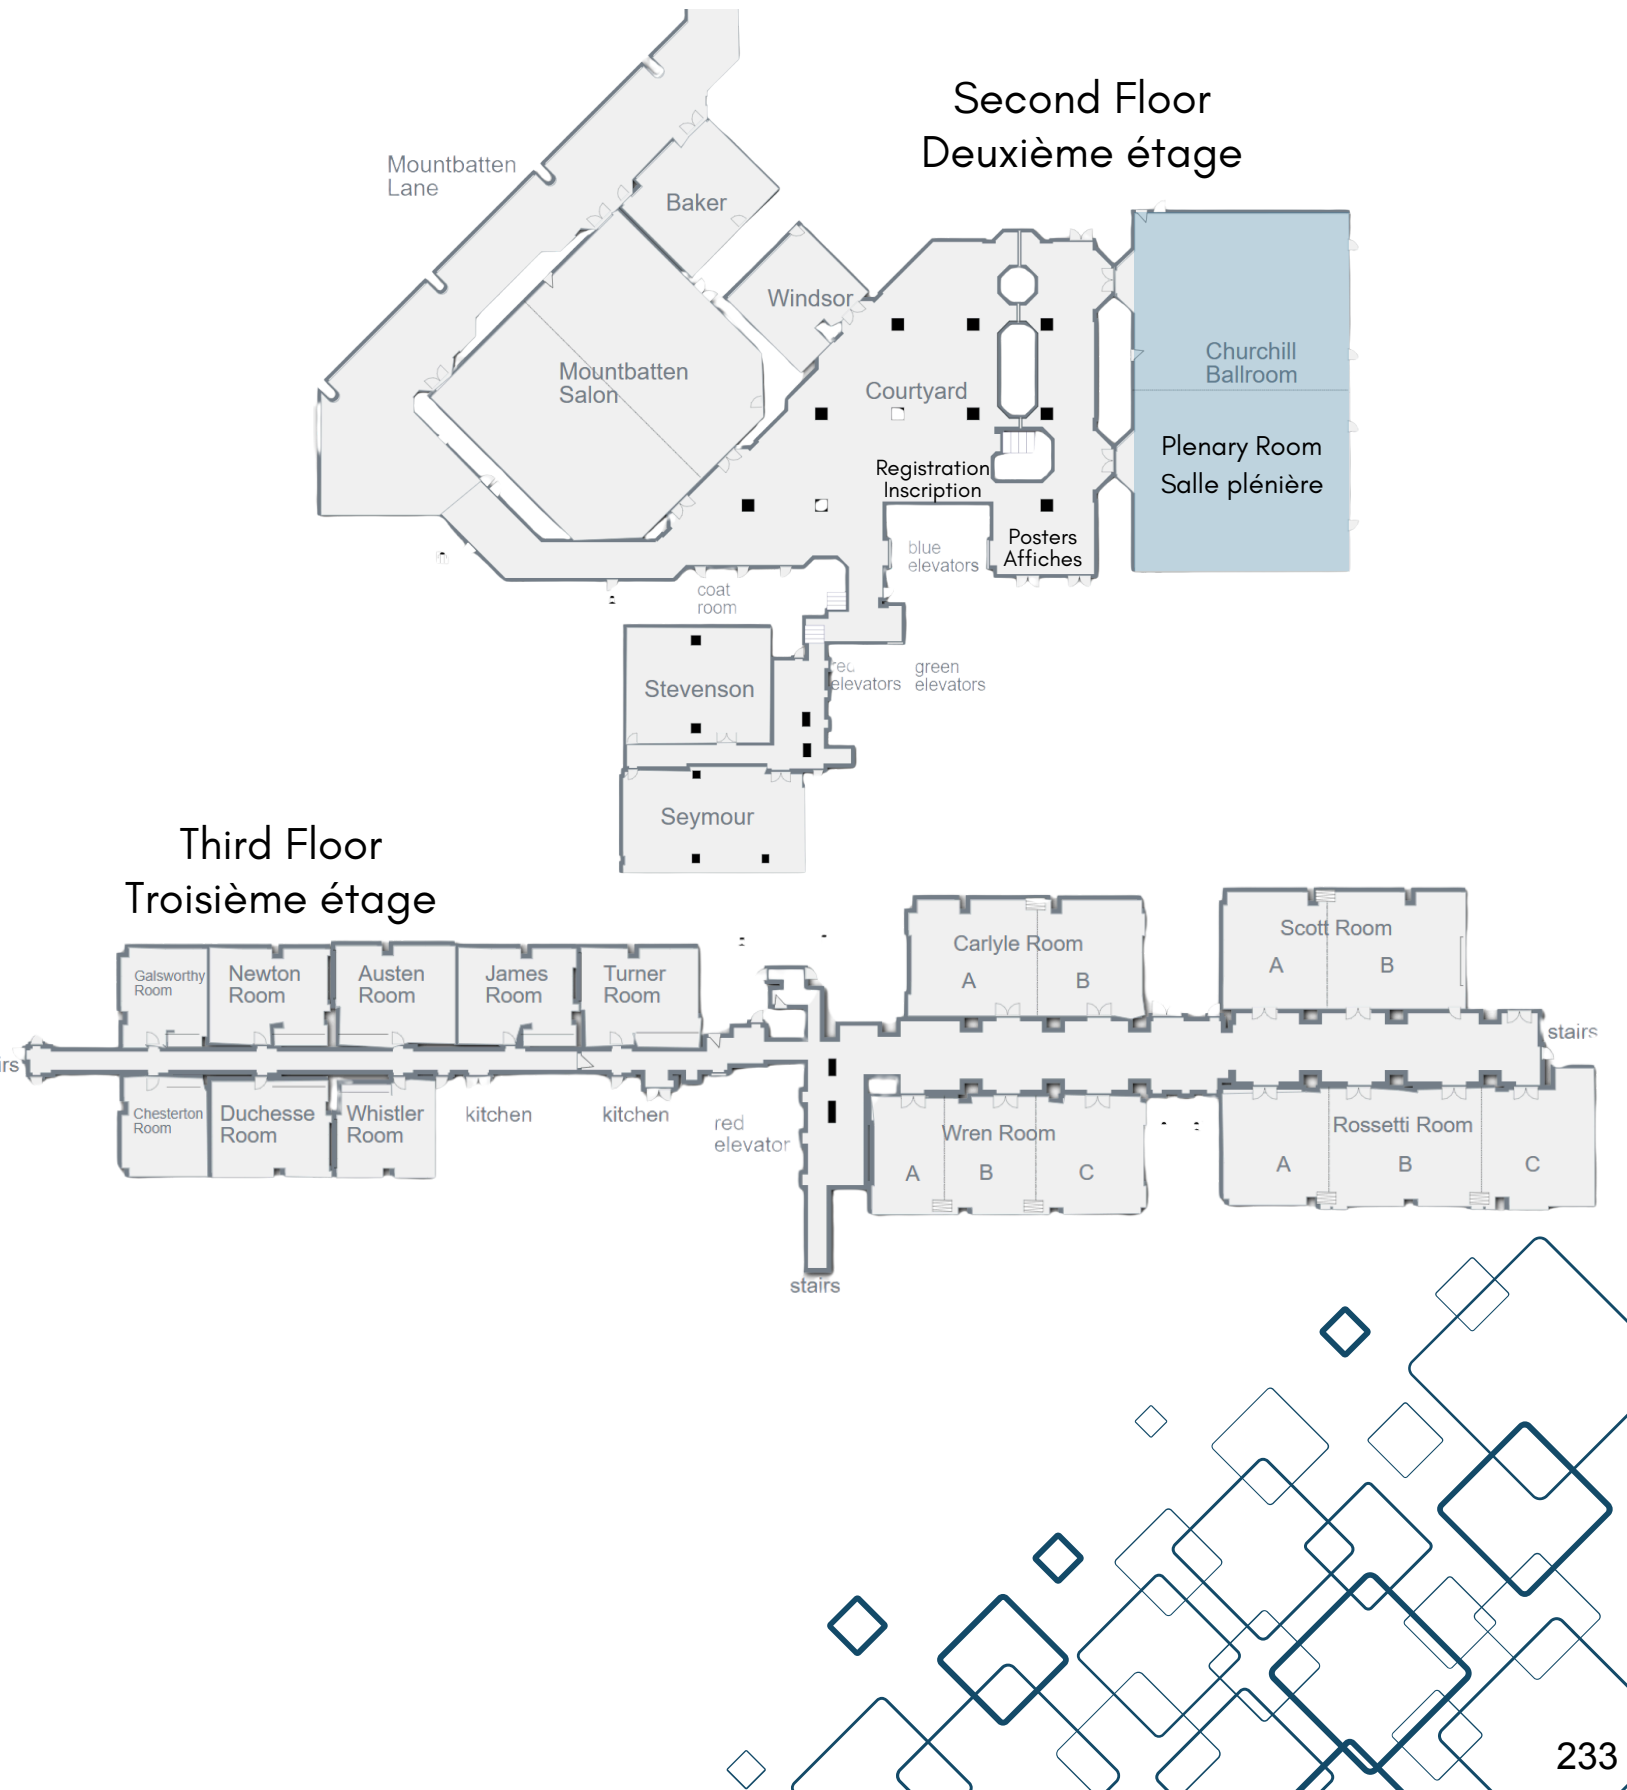 Second Floor
Deuxième étage
Mountbatten
Lane
Baker
Windsor
Mountbatten
Salon
Courtyard
Churchill
Ballroom
Plenary Room
Salle plénière
Registration
Inscription
Posters
Affiches
blue
elevators
coat
room
red
elevators
green
elevators
Stevenson
Seymour
Third Floor
Troisième étage
Galsworthy
Room
Newton
Room
Austen
Room
James
Room
Turner
Room
Carlyle Room
A
B
Scott Room
A
B
stairs
Chesterton
Room
Duchesse
Room
Whistler
Room
kitchen
kitchen
red
elevator
Wren Room
A
B
C
Rossetti Room
A
B
C
stairs
233